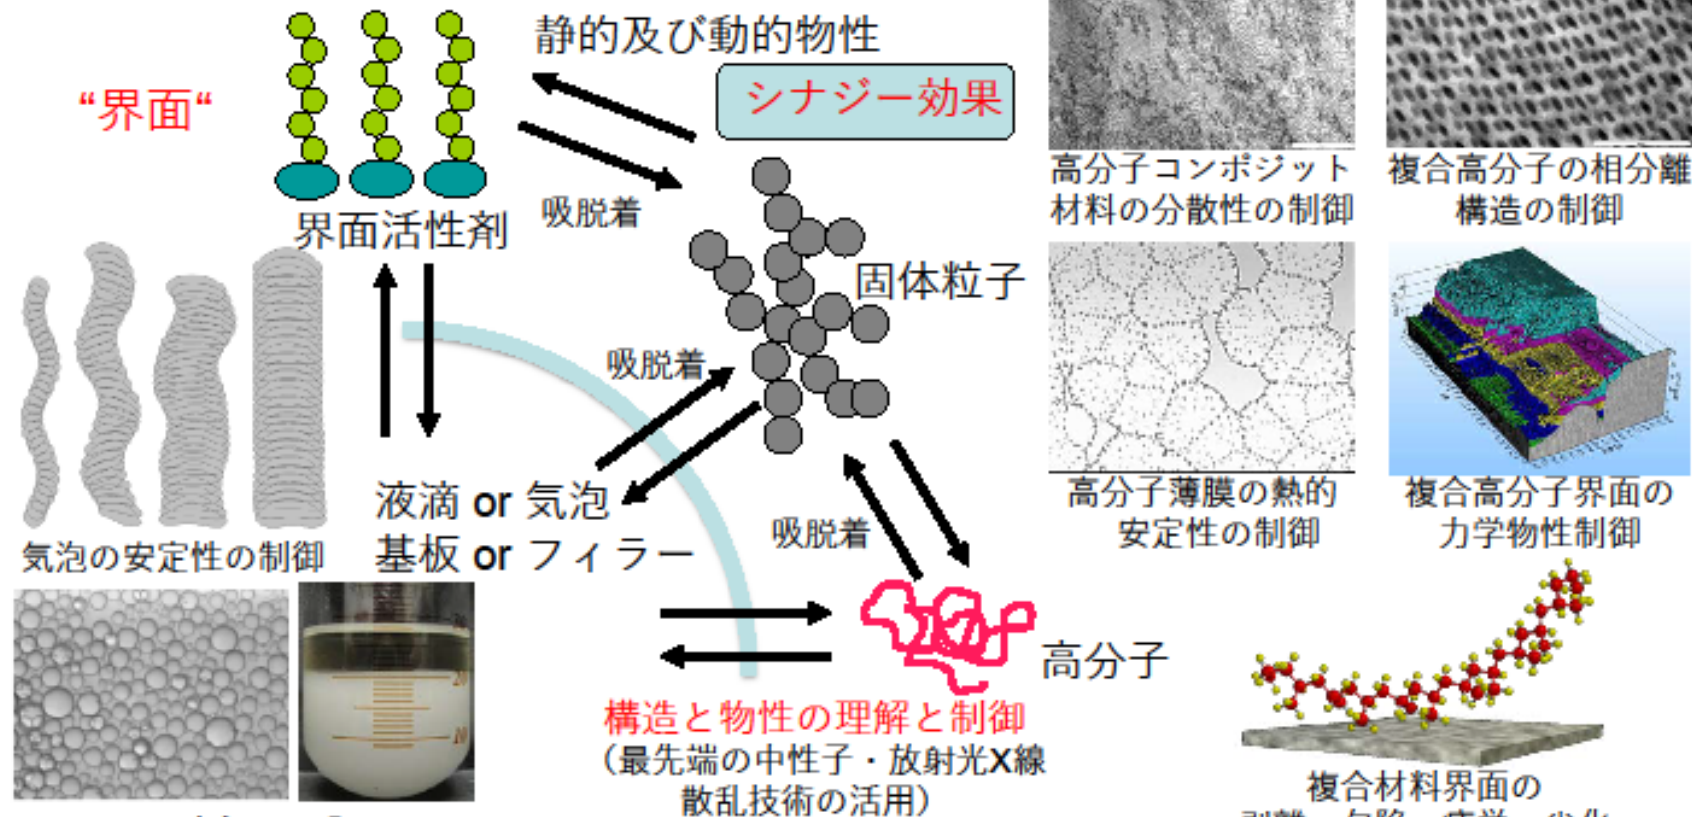 静的及び動的物性
“界面“
シナジー効果
吸脱着
界面活性剤
固体粒子
吸脱着
液滴 or 気泡
基板 or フィラー
吸脱着
気泡の安定性の制御
高分子
構造と物性の理解と制御
（最先端の中性子・放射光X線
散乱技術の活用）
高分子コンポジット
材料の分散性の制御
複合高分子の相分離
構造の制御
高分子薄膜の熱的
安定性の制御
複合高分子界面の
力学物性制御
複合材料界面の